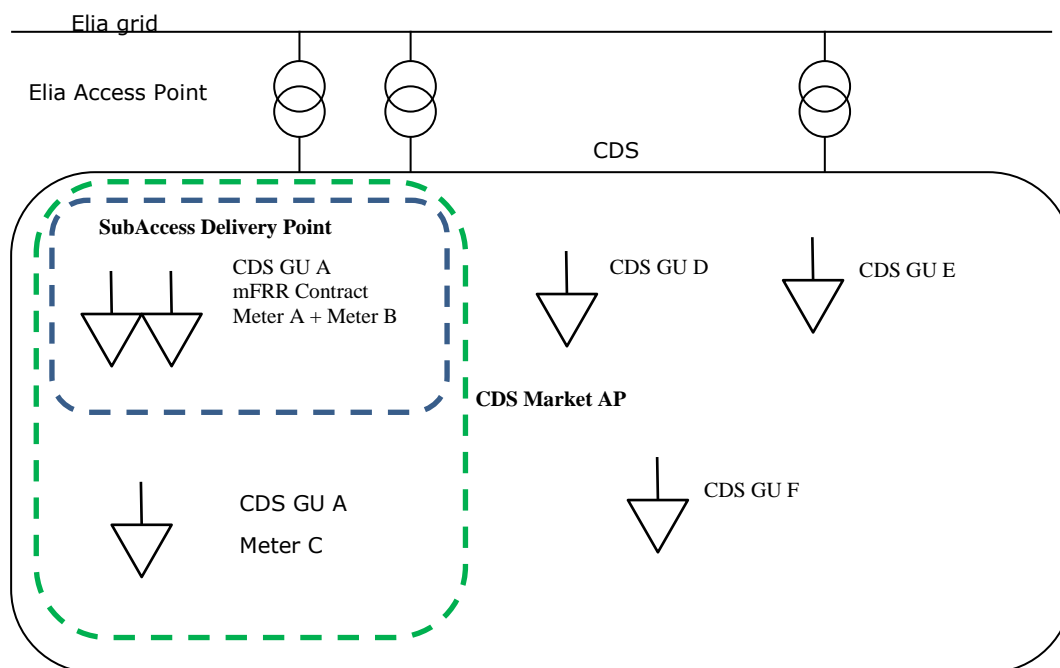 Elia grid
Elia Access Point
CDS
SubAccess Delivery Point
CDS GU A
mFRR Contract
Meter A + Meter B
CDS GU D
CDS GU E
CDS Market AP
CDS GU A
Meter C
CDS GU F